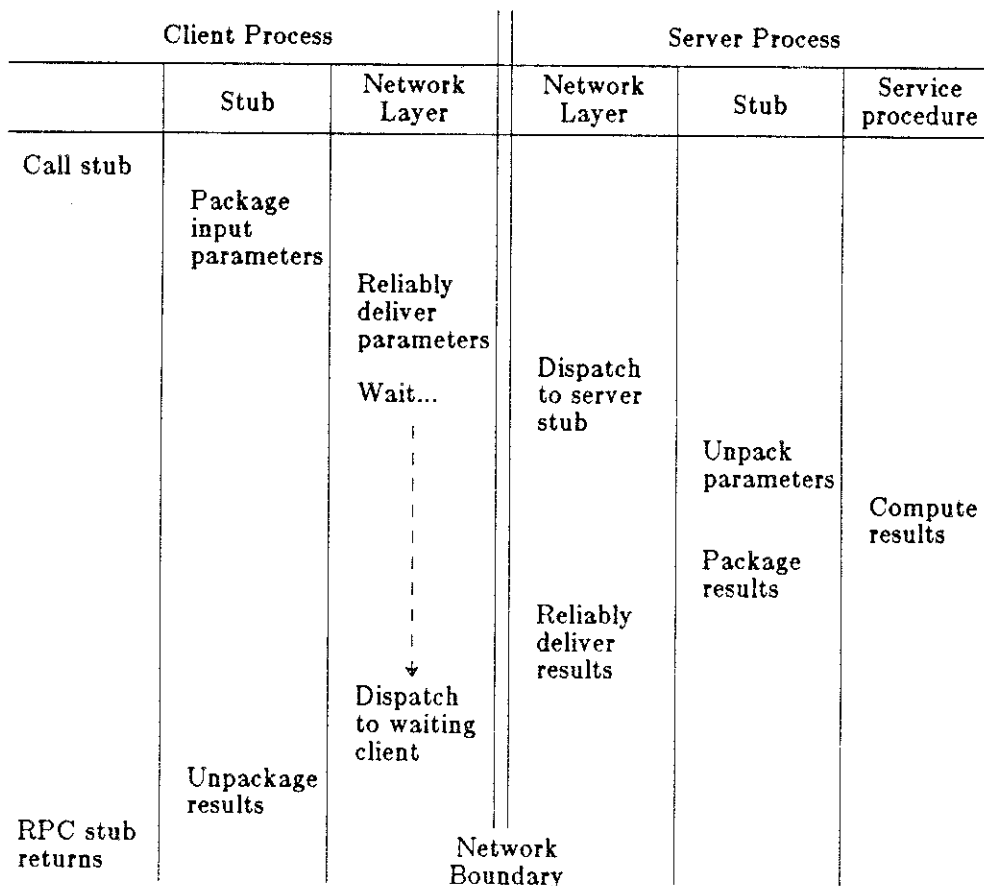 Client Process
Server Process
Stub
Network
Layer
Network
Layer
Stub
Service
procedure
Call stub
Package
input
parameters
Reliably
deliver
parameters
Wait...
Dispatch
to server
stub
Unpack
parameters
Compute
results
Package
results
Reliably
deliver
results
Dispatch
to waiting
client
Unpackage
results
RPC stub
returns
Network
Boundary